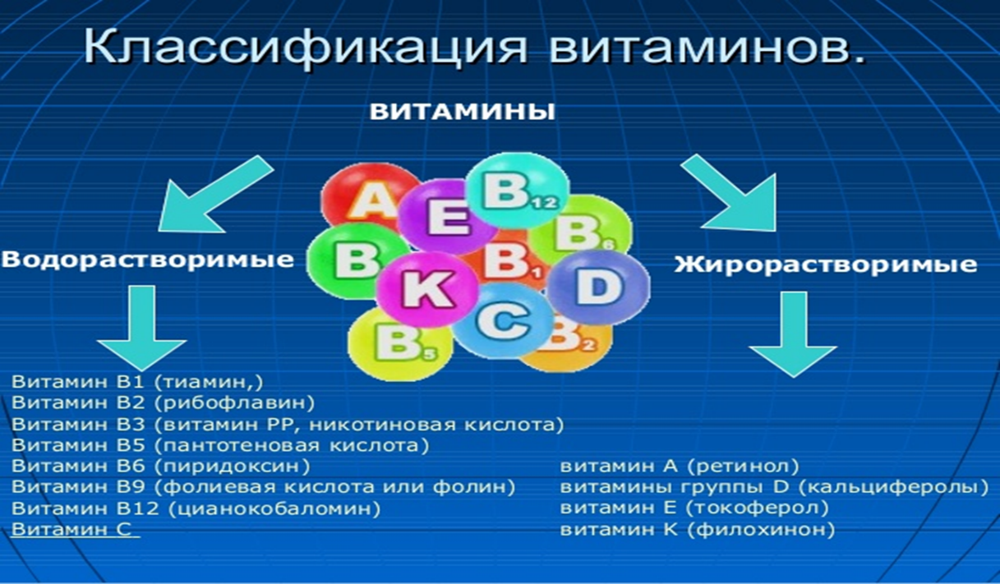 Классификация витаминов.
ВИТАМИНЫ
Водорастворимые
Жирорастворимые
A
E
B12
B
B6
B1
K
D
C
B5
B2
Витамин В1 (тиамин,)
Витамин В2 (рибофлавин)
Витамин В3 (витамин РР, никотиновая кислота)
Витамин В5 (пантотеновая кислота)
Витамин В6 (пиридоксин)
Витамин В9 (фолиевая кислота или фолин)
Витамин В12 (цианокобаломин)
Витамин С
витамин А (ретинол)
витамины группы D (кальциферолы)
витамин Е (токоферол)
витамин К (филохинон)